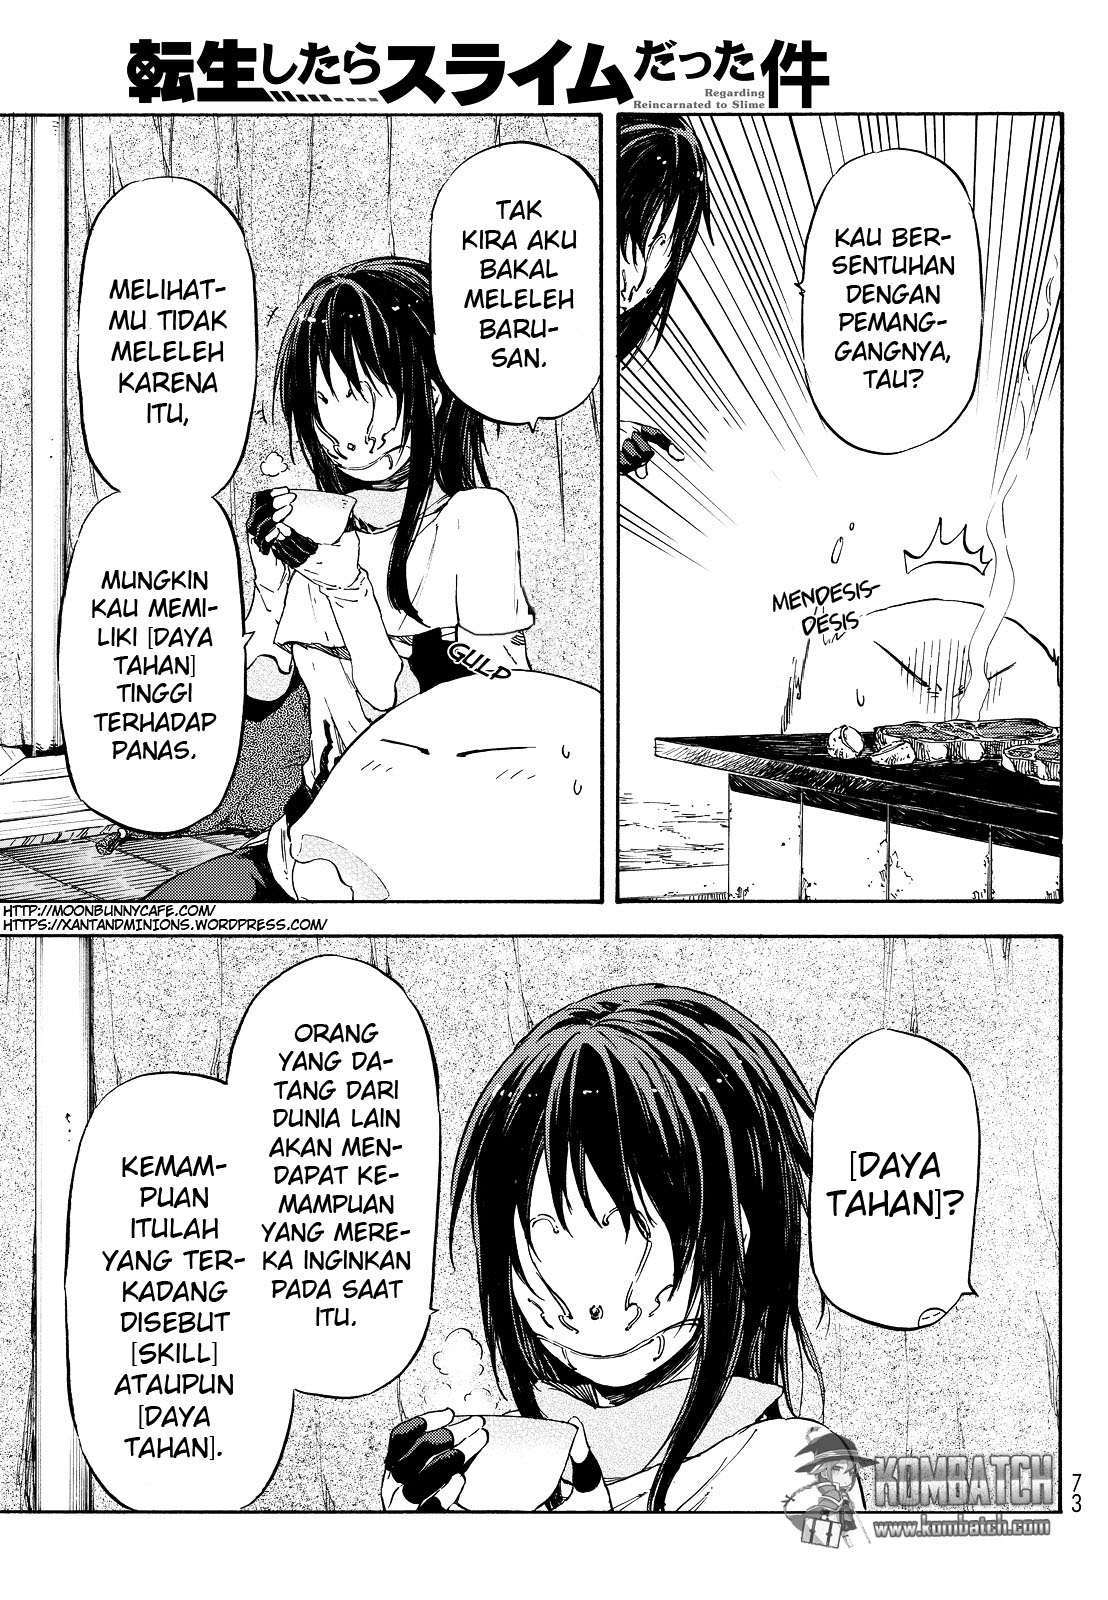 転生したらスライムだった件
Regarding
Reincarnated to Slime
KAU BER-
SENTUHAN
DENGAN
PEMANG-
GANGNYA,
TAU?
MENDESIS-
DESIS
TAK
KIRA AKU
BAKAL
MELELEH
BARU-
SAN.
MELIHAT-
MU TIDAK
MELELEH
KARENA
ITU,
MUNGKIN
KAU MEMI-
LIKI [DAYA
TAHAN]
TINGGI
TERHADAP
PANAS.
GULP
HTTP://MOONBUNNYCAFE.COM/
HTTPS://XANTANDMINIONS.WORDPRESS.COM/
[DAYA
TAHAN]?
ORANG
YANG DA-
TANG DARI
DUNIA LAIN
AKAN MEN-
DAPAT KE-
MAMPUAN
YANG MERE-
KA INGINKAN
PADA SAAT
ITU.
KEMAM-
PUAN
ITULAH
YANG TER-
KADANG
DISEBUT
[SKILL]
ATAUPUN
[DAYA
TAHAN].
KOMBATCH
www.kombatch.com
73